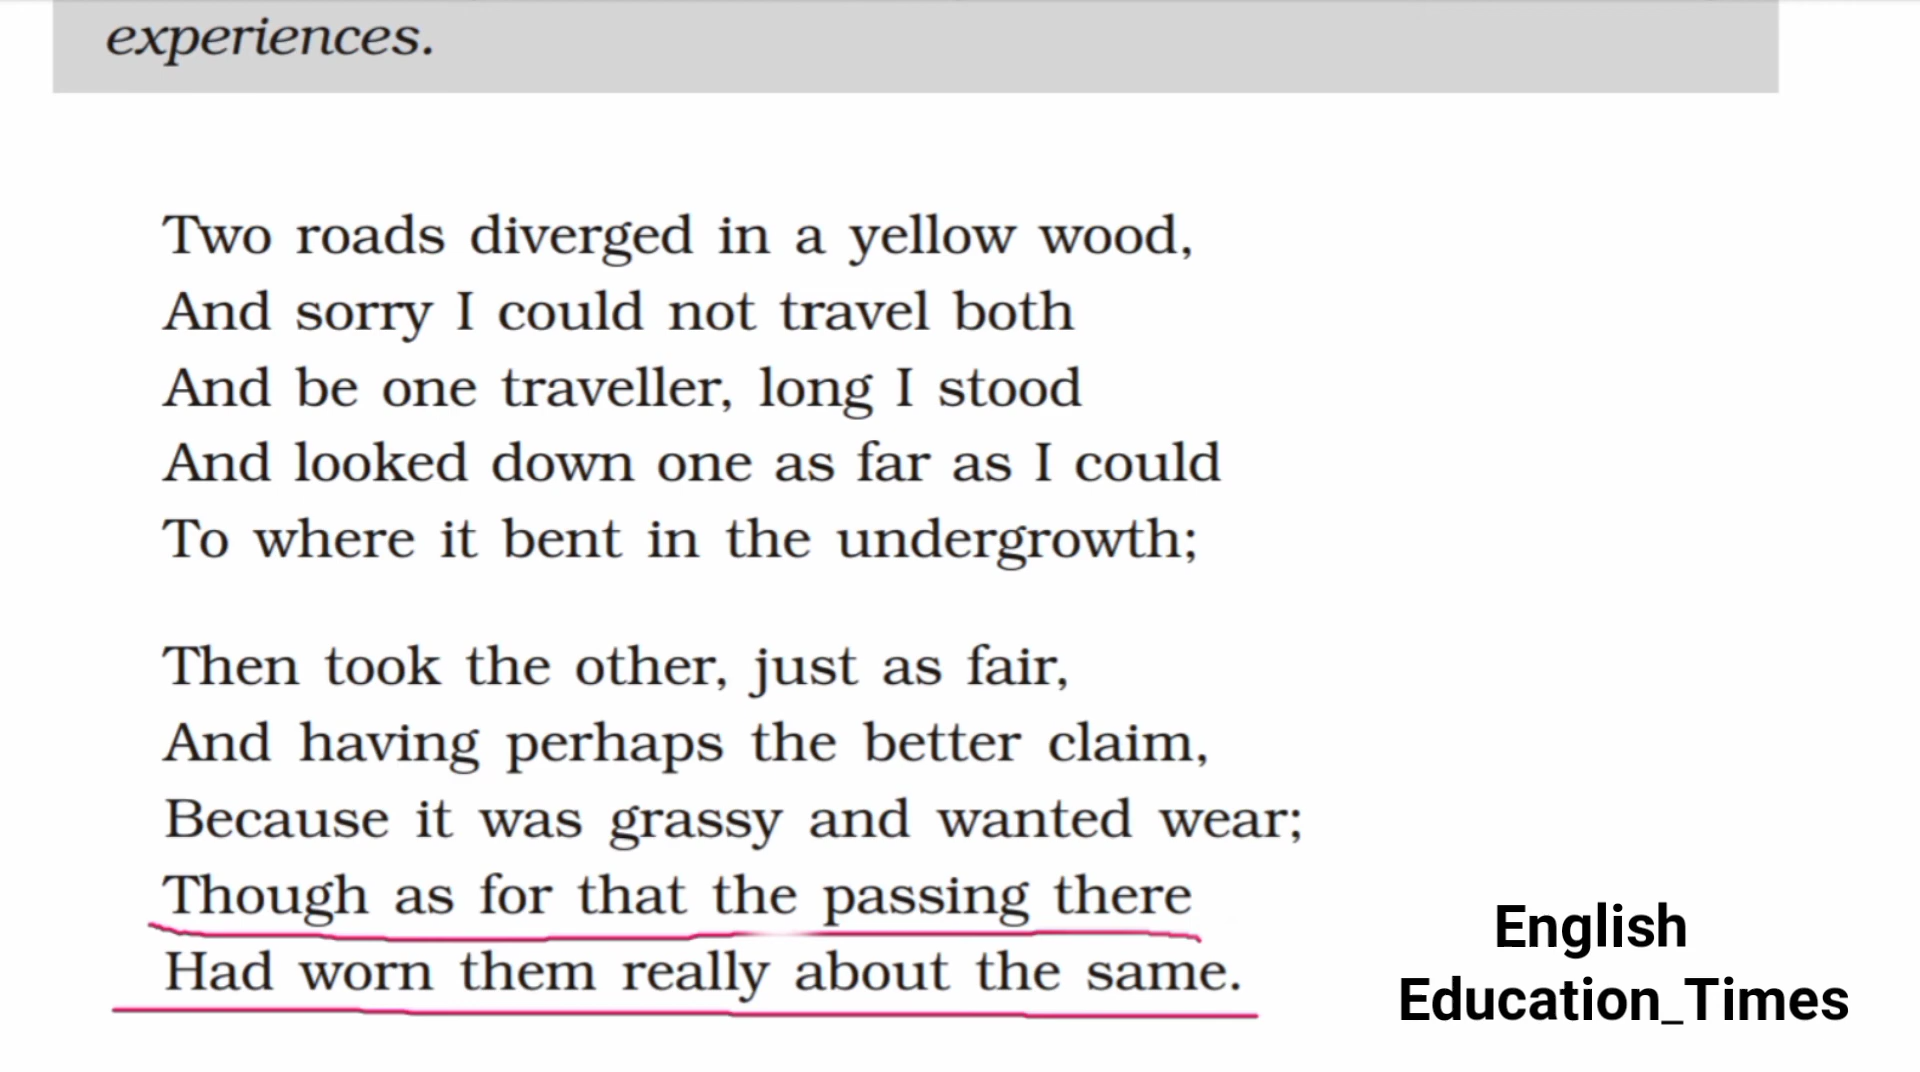 experiences.
Two roads diverged in a yellow wood,
And sorry I could not travel both
And be one traveller, long I stood
And looked down one as far as I could
To where it bent in the undergrowth;
Then took the other, just as fair,
And having perhaps the better claim,
Because it was grassy and wanted wear;
Though as for that the passing there
Had worn them really about the same.
English
Education_Times